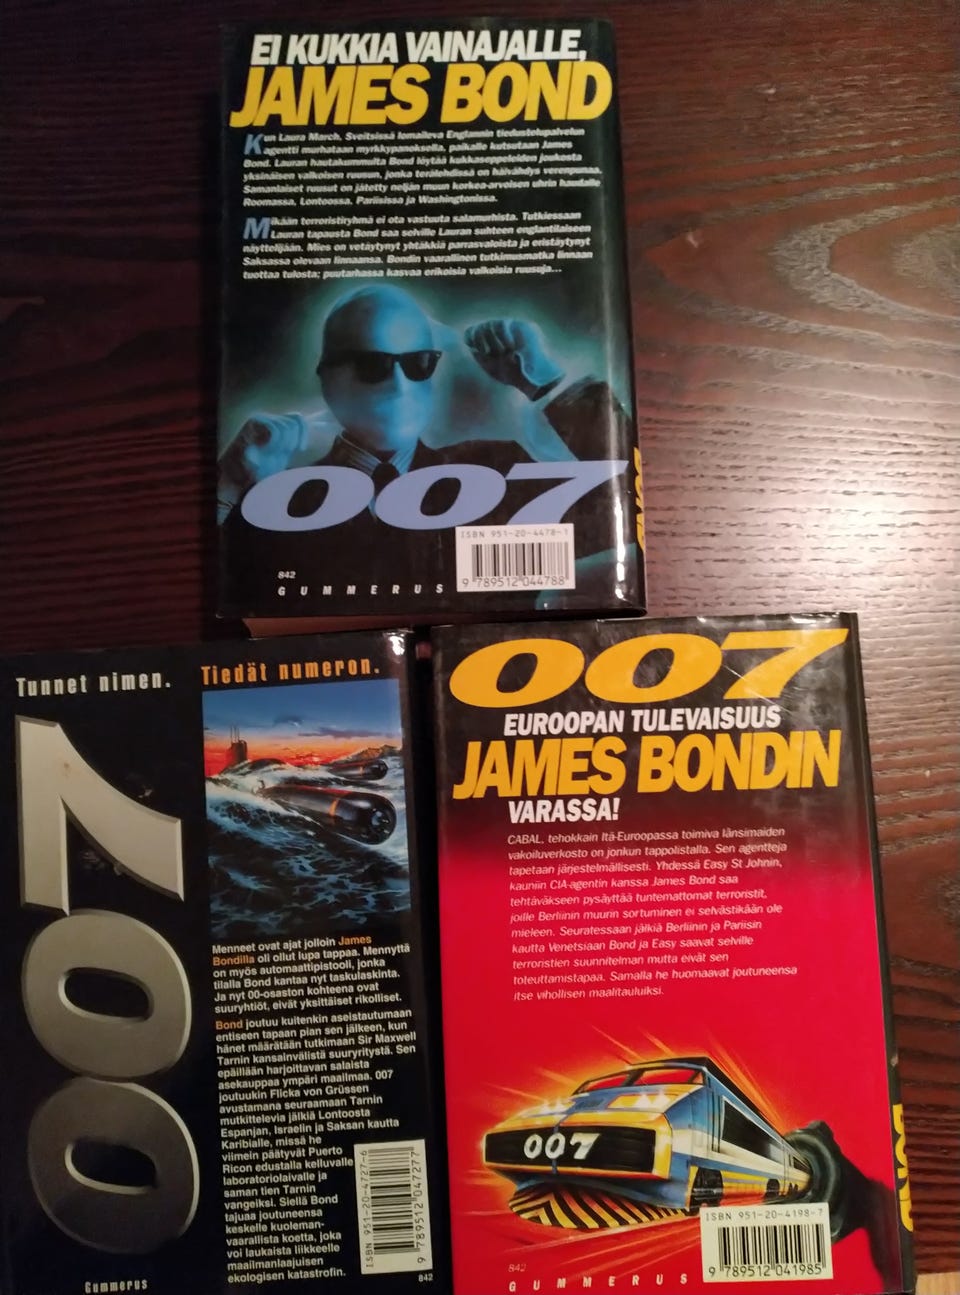 EI KUKKIA VAINAJALLE,
JAMES BOND
Kun Laura March, Sveitsissä lomaileva Englannin tiedustelupalvelun
agentti murhataan myrkkypanoksella, paikalle kutsutaan James
Bond. Lauran hautakummulta Bond löytää kukkaseppeleiden joukosta
yksinäisen valkoisen ruusun, jonka terälehdissä on häivähdys verenpunaa.
Samanlaiset ruusut on jätetty neljän muun korkea-arvoisen uhrin haudalle
Roomassa, Lontoossa, Pariisissa ja Washingtonissa.
Mikään terroristiryhmä ei ota vastuuta salamurhista. Tutkiessaan
Lauran tapausta Bond saa selville Lauran suhteen englantilaiseen
näyttelijään. Mies on vetäytynyt yhtäkkiä parrasvaloista ja eristäytynyt
Saksassa olevaan linnaansa. Bondin vaarallinen tutkimusmatka linnaan
tuottaa tulosta; puutarhassa kasvaa erikoisia valkoisia ruusuja...
007
BOND
ISBN 951-20-4478-1
9 789512 044788
842
GUMMERUS
Tunnet nimen.
Tiedät numeron.
007
Menneet ovat ajat jolloin James
Bondilla oli ollut lupa tappaa. Mennyttä
on myös automaattipistooli, jonka
tilalla Bond kantaa nyt taskulaskinta.
Ja nyt 00-osaston kohteena ovat
suuryhtiöt, eivät yksittäiset rikolliset.
Bond joutuu kuitenkin aseistautumaan
entiseen tapaan pian sen jälkeen, kun
hänet määrätään tutkimaan Sir Maxwell
Tarnin kansainvälistä suuryritystä. Sen
epäillään harjoittavan salaista
asekauppaa ympäri maailmaa. 007
joutuukin Flicka von Grüssen
avustamana seuraamaan Tarnin
mutkittelevia jälkiä Lontoosta
Espanjan, Israelin ja Saksan kautta
Karibialle, missä he
viimein päätyvät Puerto
Ricon edustalla kelluvalle
laboratoriolaivalle ja
saman tien Tarnin
vangeiksi. Siellä Bond
tajuaa joutuneensa
keskelle kuoleman-
vaarallista koetta, joka
voi laukaista liikkeelle
maailmanlaajuisen
ekologisen katastrofin.
ISBN 951-20-4727-6
9 789512 047277
842
Gummerus
007
EUROOPAN TULEVAISUUS
JAMES BONDIN
VARASSA!
CABAL, tehokkain Itä-Euroopassa toimiva länsimaiden
vakoiluverkosto on jonkun tappolistalla. Sen agentteja
tapetaan järjestelmällisesti. Yhdessä Easy St Johnin,
kauniin CIA-agentin kanssa James Bond saa
tehtäväkseen pysäyttää tuntemattomat terroristit,
joille Berliinin muurin sortuminen ei selvästikään ole
mieleen. Seuratessaan jälkiä Berliinin ja Pariisin
kautta Venetsiaan Bond ja Easy saavat selville
terroristien suunnitelman mutta eivät sen
toteuttamistapaa. Samalla he huomaavat joutuneensa
itse vihollisen maalitauluiksi.
007
BOND
ISBN 951-20-4198-7
9 789512 041985
842
GUMMERUS